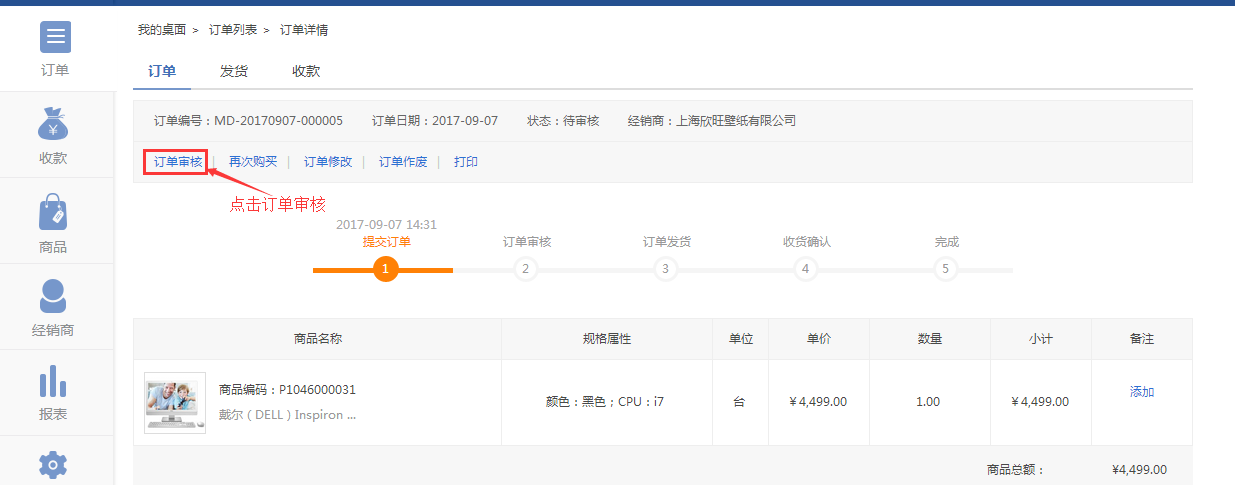 我的桌面 > 订单列表 > 订单详情
订单
收款
商品
经销商
报表
订单 发货 收款
订单编号：MD-20170907-000005 订单日期：2017-09-07 状态：待审核 经销商：上海欣旺壁纸有限公司
订单审核 | 再次购买 | 订单修改 | 订单作废 | 打印
点击订单审核
2017-09-07 14:31
提交订单 订单审核 订单发货 收货确认 完成
1 2 3 4 5
商品名称 规格属性 单位 单价 数量 小计 备注
商品编码：P1046000031
戴尔（DELL）Inspiron ...
颜色：黑色；CPU：i7 台 ￥4,499.00 1.00 ￥4,499.00 添加
商品总额： ¥4,499.00